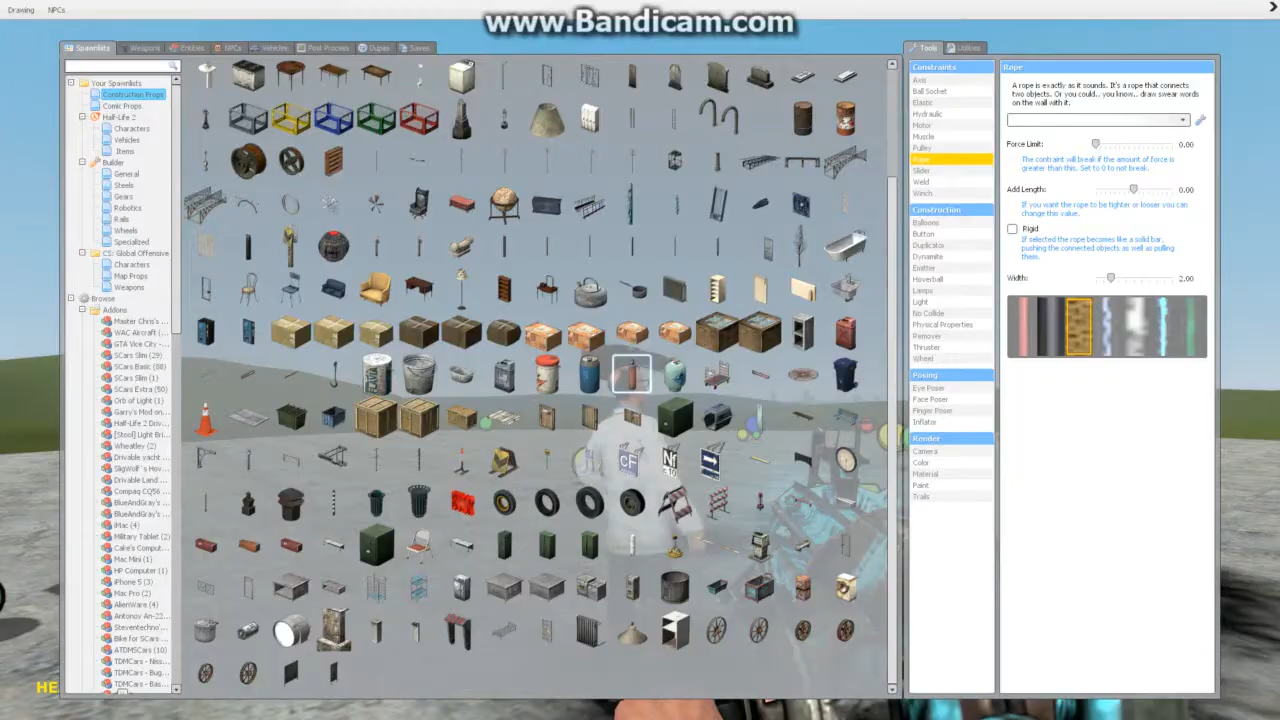 Drawing NPCs
www.Bandicam.com
Spawnlists Weapons Entities NPCs Vehicles Post Process Dupes Saves
Your Spawnlists
Construction Props
Comic Props
Half-Life 2
Characters
Vehicles
Items
Builder
General
Steels
Gears
Robotics
Rails
Wheels
Specialized
CS: Global Offensive
Characters
Map Props
Weapons
Browse
Addons
Master Chris's ...
WAC Aircraft (...
GTA Vice City-...
SCars Slim (29)
SCars Basic (88)
SCars Slim (1)
SCars Extra (50)
Orb of Light (1)
Garry's Mod on...
Half-Life 2 Driv...
[Stool] Light Bri...
Wheatley (2)
Drivable yacht ...
SligWolf`s Hov...
Drivable Land ...
Compaq CQ56 ...
BlueAndGray's ...
BlueAndGray's ...
iMac (4)
Military Tablet (2)
Cake's Comput...
Mac Mini (1)
HP Computer (1)
iPhone 5 (3)
Mac Pro (2)
AlienWare (4)
Antonov An-22...
Steventechno'...
Bike for SCars ...
ATDMSCars (10)
TDMCars - Niss...
TDMCars - Bug...
TDMCars - Bas...
HE
cF
Tools Utilities
Constraints
Axis
Ball Socket
Elastic
Hydraulic
Motor
Muscle
Pulley
Rope
Slider
Weld
Winch
Construction
Balloons
Button
Duplicator
Dynamite
Emitter
Hoverball
Lamps
Light
No Collide
Physical Properties
Remover
Thruster
Wheel
Posing
Eye Poser
Face Poser
Finger Poser
Inflator
Render
Camera
Color
Material
Paint
Trails
Rope
A rope is exactly as it sounds. It's a rope that connects
two objects. Or you could.. you know.. draw swear words
on the wall with it.
Force Limit: 0.00
The contraint will break if the amount of force is
greater than this. Set to 0 to not break.
Add Length: 0.00
If you want the rope to be tighter or looser you can
change this value.
Rigid
If selected the rope becomes like a solid bar,
pushing the connected objects as well as pulling
them.
Width: 2.00